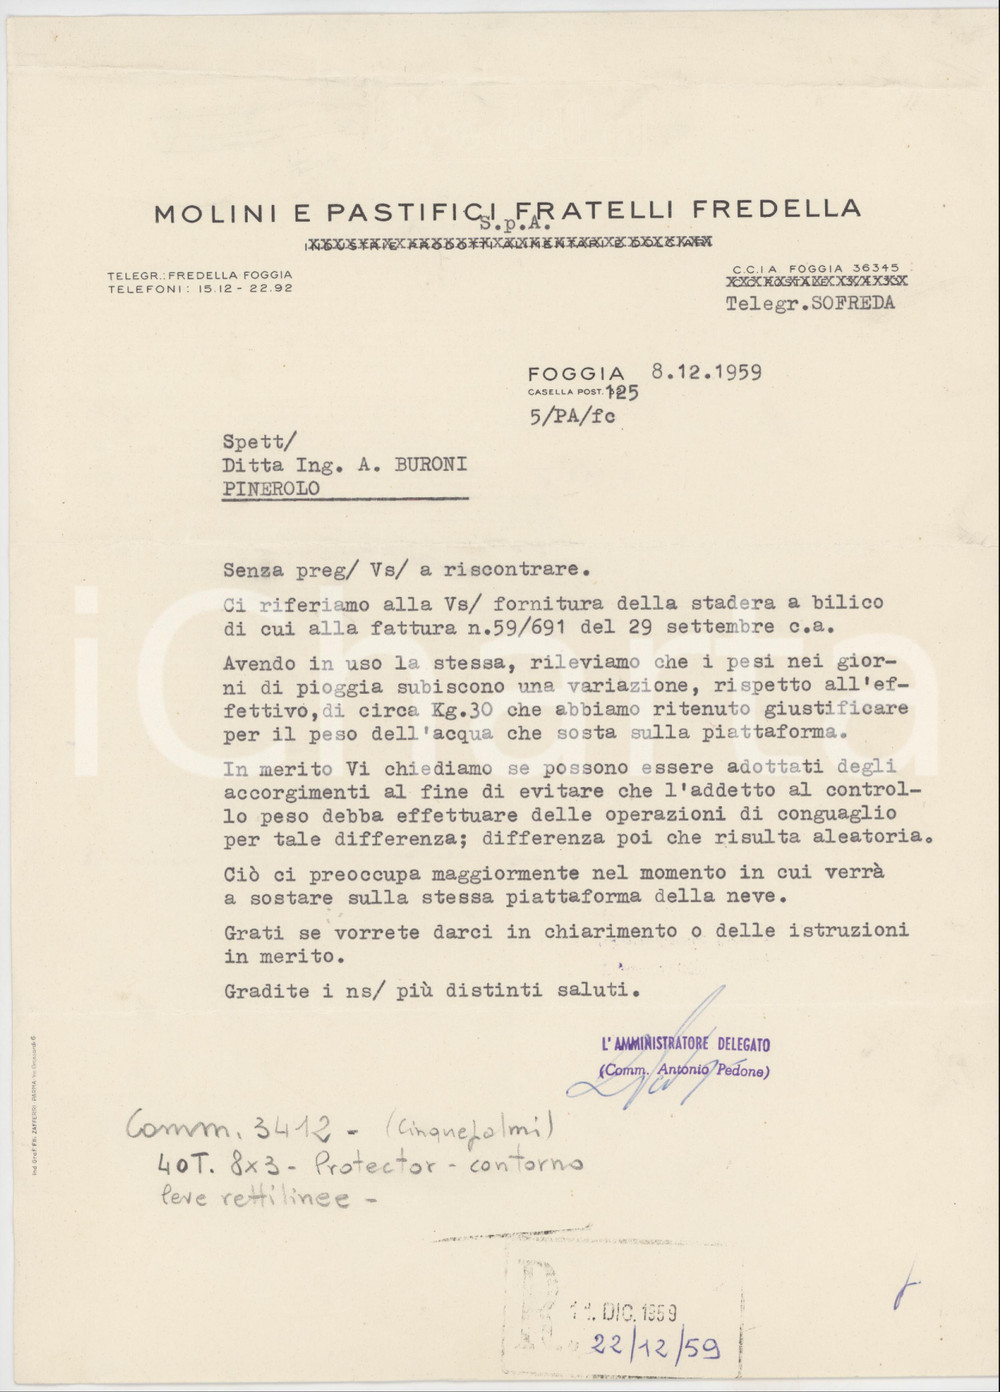 MOLINI E PASTIFICI FRATELLI FREDELLA
S.p.A.
TELEGR.: FREDELLA FOGGIA
TELEFONI: 15.12 - 22.92
C.C.I A FOGGIA 36345
Telegr.SOFREDA
FOGGIA 8.12.1959
CASELLA POST. 125
5/PA/fc
Spett/
Ditta Ing. A. BURONI
PINEROLO
Senza preg/ Vs/ a riscontrare.
Ci riferiamo alla Vs/ fornitura della stadera a bilico
di cui alla fattura n.59/691 del 29 settembre c.a.
Avendo in uso la stessa, rileviamo che i pesi nei gior-
ni di pioggia subiscono una variazione, rispetto all'ef-
fettivo,di circa Kg.30 che abbiamo ritenuto giustificare
per il peso dell'acqua che sosta sulla piattaforma.
In merito Vi chiediamo se possono essere adottati degli
accorgimenti al fine di evitare che l'addetto al control-
lo peso debba effettuare delle operazioni di conguaglio
per tale differenza; differenza poi che risulta aleatoria.
Ciò ci preoccupa maggiormente nel momento in cui verrà
a sostare sulla stessa piattaforma della neve.
Grati se vorrete darci in chiarimento o delle istruzioni
in merito.
Gradite i ns/ più distinti saluti.
L'AMMINISTRATORE DELEGATO
(Comm. Antonio Pedone)
Comm. 3412 - (Cinquepalmi)
40T. 8x3 - Protector - contorno
leve rettilinee -
R
DIC. 1959
22/12/59
iCharta